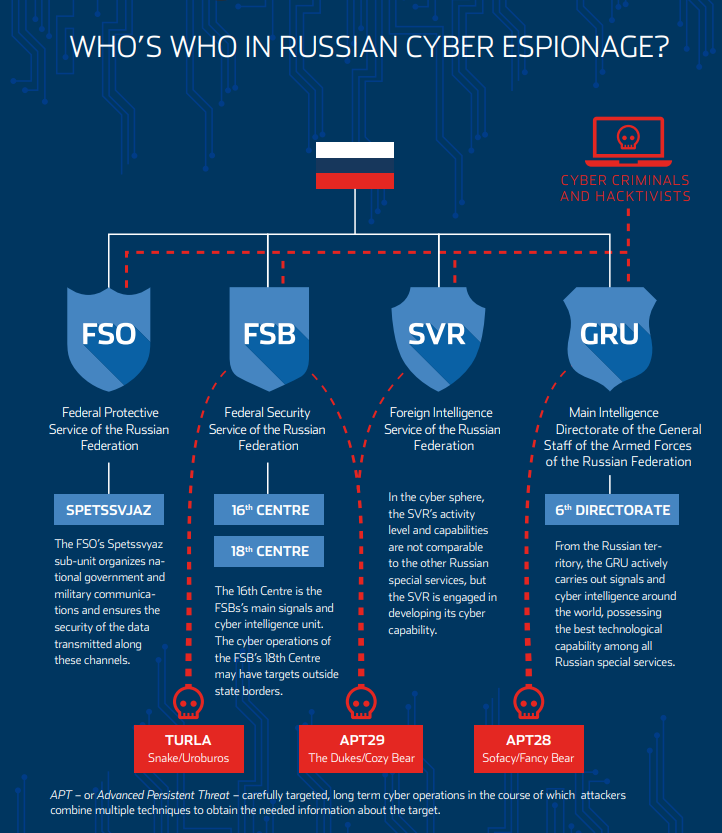 WHO'S WHO IN RUSSIAN CYBER ESPIONAGE?
CYBER CRIMINALS
AND HACKTIVISTS
FSO
FSB
SVR
GRU
Federal Protective
Service of the Russian
Federation
Federal Security
Service of the Russian
Federation
Foreign Intelligence
Service of the Russian
Federation
Main Intelligence
Directorate of the General
Staff of the Armed Forces
of the Russian Federation
SPETSSVJAZ
The FSO's Spetssvyaz
sub-unit organizes na-
tional government and
military communica-
tions and ensures the
security of the data
transmitted along
these channels.
16th CENTRE
18th CENTRE
The 16th Centre is the
FSBs's main signals and
cyber intelligence unit.
The cyber operations of
the FSB's 18th Centre
may have targets outside
state borders.
In the cyber sphere,
the SVR's activity
level and capabilities
are not comparable
to the other Russian
special services, but
the SVR is engaged in
developing its cyber
capability.
6th DIRECTORATE
From the Russian ter-
ritory, the GRU actively
carries out signals and
cyber intelligence around
the world, possessing
the best technological
capability among all
Russian special services.
TURLA
Snake/Uroburos
APT29
The Dukes/Cozy Bear
APT28
Sofacy/Fancy Bear
APT – or Advanced Persistent Threat – carefully targeted, long term cyber operations in the course of which attackers
combine multiple techniques to obtain the needed information about the target.